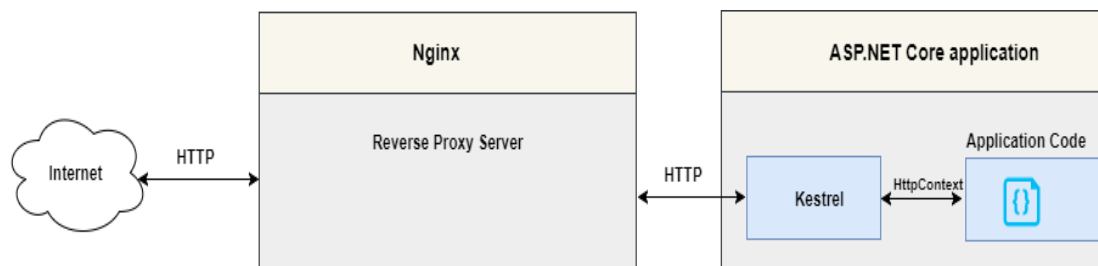 Nginx
ASP.NET Core application
Reverse Proxy Server
Application Code
Internet
HTTP
HTTP
Kestrel
HttpContext
{}